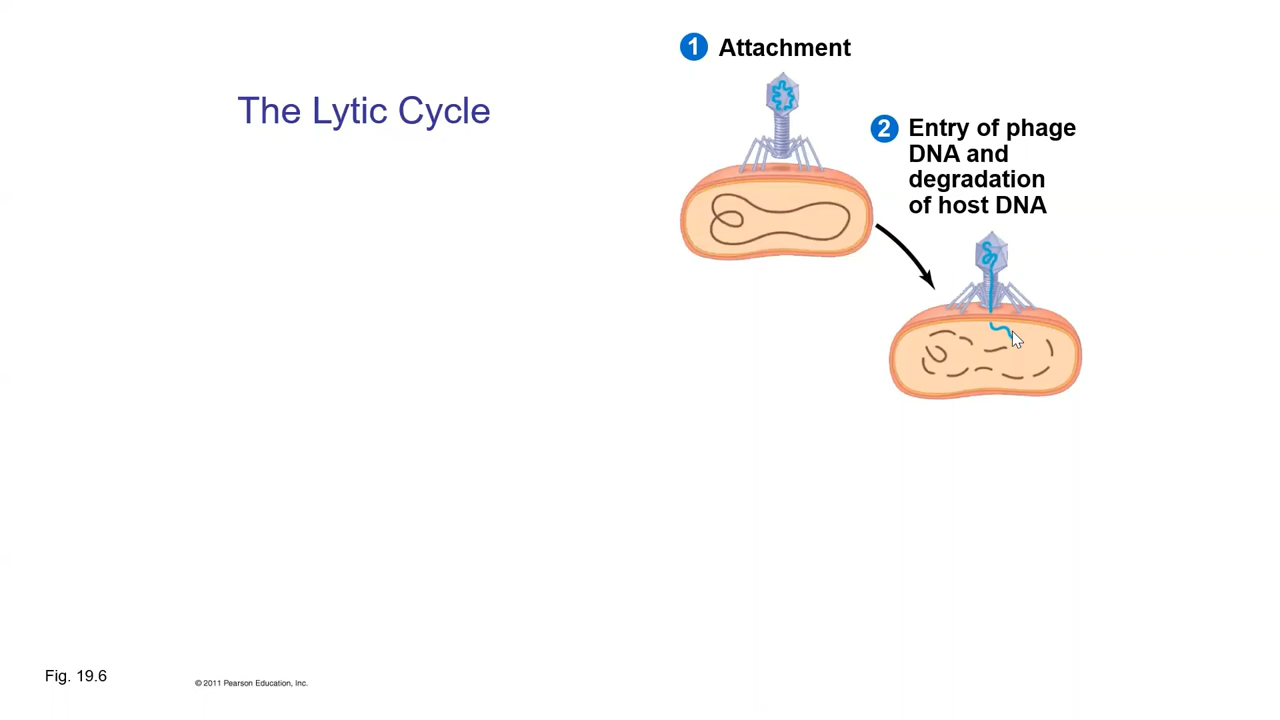 The Lytic Cycle
1 Attachment
2 Entry of phage
DNA and
degradation
of host DNA
Fig. 19.6
© 2011 Pearson Education, Inc.